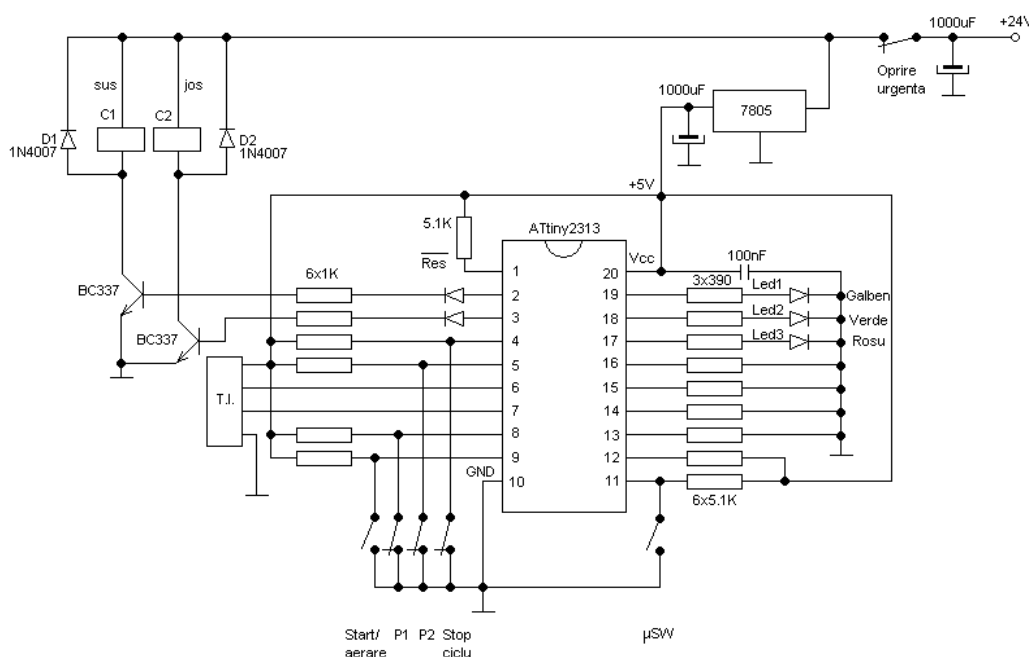 1000uF
+24V
sus
jos
1000uF
Oprire
urgenta
C1
C2
7805
D1
1N4007
D2
1N4007
+5V
5.1K
ATtiny2313
Res
Vcc
100nF
6x1K
1
20
3x390
Led1
Galben
BC337
2
19
Led2
Verde
3
18
Led3
Rosu
BC337
4
17
5
16
T.I.
6
15
7
14
8
13
9
12
GND
10
11
6x5.1K
Start/
aerare
P1
P2
Stop
ciclu
µSW